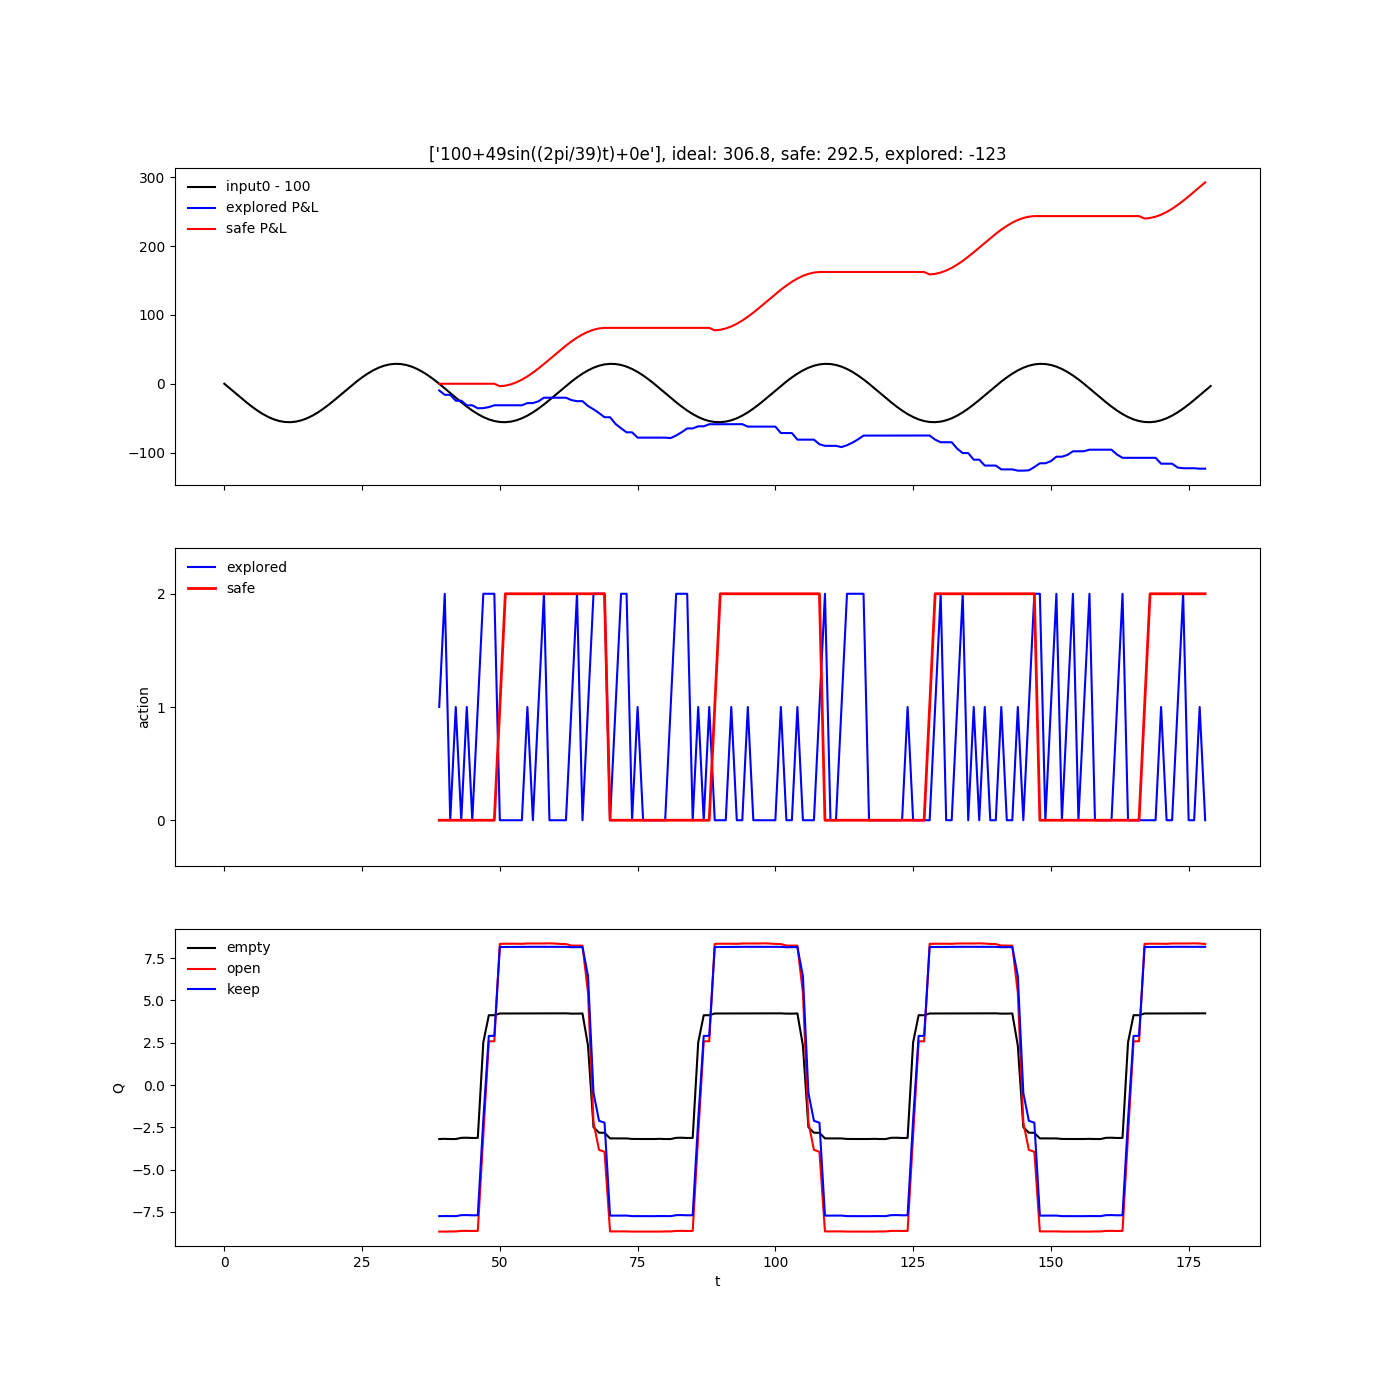 ['100+49sin((2pi/39)t)+0e'], ideal: 306.8, safe: 292.5, explored: -123
300
200
100
0
−100
input0 - 100
explored P&L
safe P&L
2
1
0
action
explored
safe
7.5
5.0
2.5
0.0
−2.5
−5.0
−7.5
Q
empty
open
keep
0 25 50 75 100 125 150 175
t